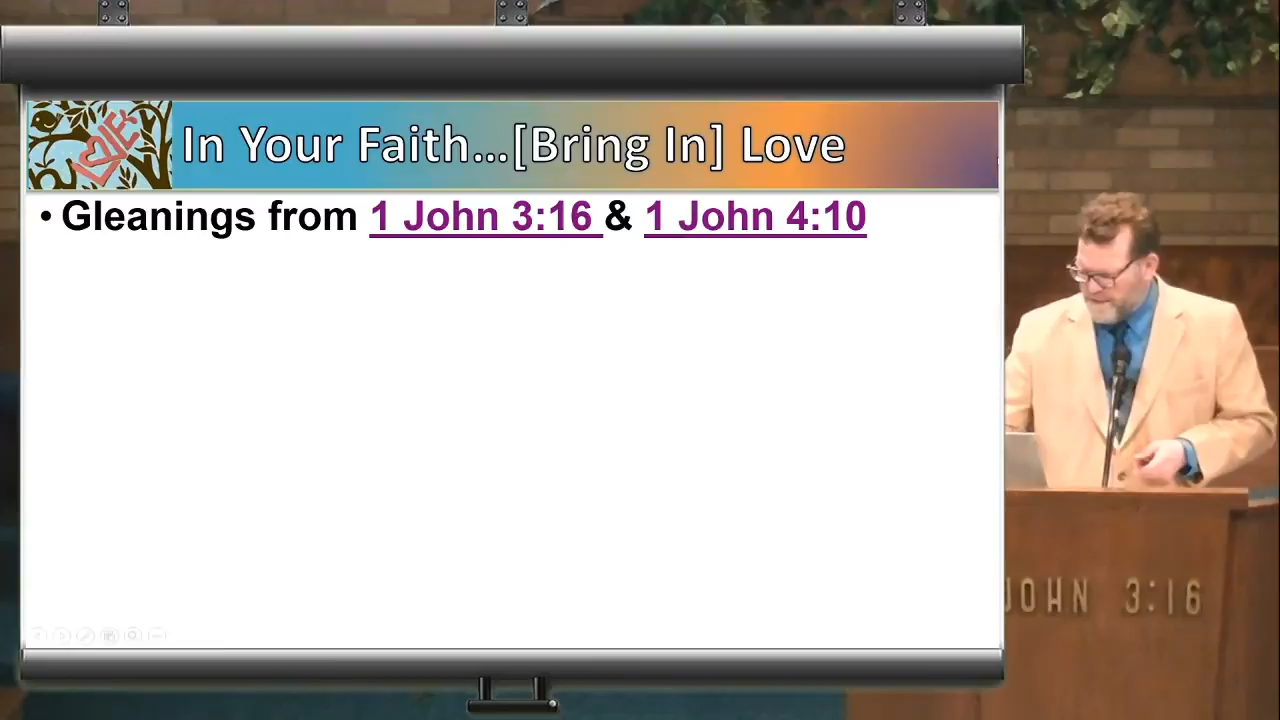 LOVE
In Your Faith...[Bring In] Love
• Gleanings from 1 John 3:16 & 1 John 4:10
JOHN 3:16